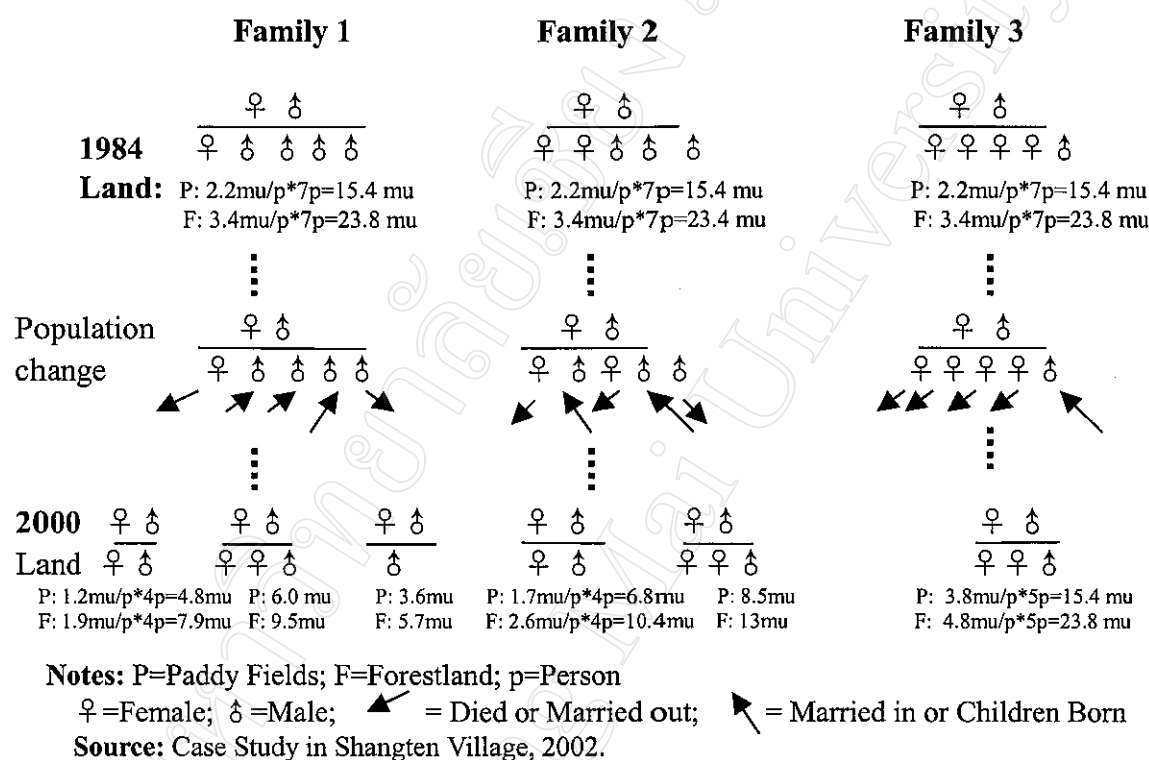 Family 1 Family 2 Family 3
♀ ♂ ♀ ♂ ♀ ♂
1984 ♀ ♂ ♂ ♂ ♂ ♀ ♀ ♂ ♂ ♂ ♀ ♀ ♀ ♀ ♂
Land: P: 2.2mu/p*7p=15.4 mu P: 2.2mu/p*7p=15.4 mu P: 2.2mu/p*7p=15.4 mu
F: 3.4mu/p*7p=23.8 mu F: 3.4mu/p*7p=23.4 mu F: 3.4mu/p*7p=23.8 mu
Population ♀ ♂ ♀ ♂ ♀ ♂
change ♀ ♂ ♂ ♂ ♂ ♀ ♂ ♀ ♂ ♂ ♀ ♀ ♀ ♀ ♂
2000 ♀ ♂ ♀ ♂ ♀ ♂ ♀ ♂ ♀ ♂ ♀ ♂
Land ♀ ♂ ♀ ♀ ♂ ♂ ♀ ♂ ♀ ♀ ♂ ♀ ♀ ♂
P: 1.2mu/p*4p=4.8mu P: 6.0 mu P: 3.6mu P: 1.7mu/p*4p=6.8mu P: 8.5mu P: 3.8mu/p*5p=15.4 mu
F: 1.9mu/p*4p=7.9mu F: 9.5mu F: 5.7mu F: 2.6mu/p*4p=10.4mu F: 13mu F: 4.8mu/p*5p=23.8 mu
Notes: P=Paddy Fields; F=Forestland; p=Person
♀=Female; ♂=Male; = Died or Married out; = Married in or Children Born
Source: Case Study in Shangten Village, 2002.
Mai University